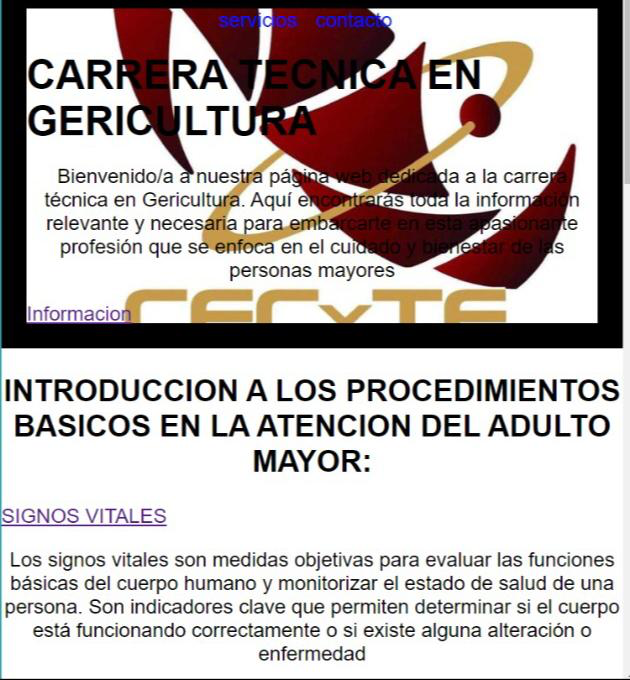 servicios contacto
CARRERA TECNICA EN
GERICULTURA
Bienvenido/a a nuestra página web dedicada a la carrera
técnica en Gericultura. Aquí encontrarás toda la información
relevante y necesaria para embarcarte en esta apasionante
profesión que se enfoca en el cuidado y bienestar de las
personas mayores
CECyTE
Informacion
INTRODUCCION A LOS PROCEDIMIENTOS
BASICOS EN LA ATENCION DEL ADULTO
MAYOR:
SIGNOS VITALES
Los signos vitales son medidas objetivas para evaluar las funciones
básicas del cuerpo humano y monitorizar el estado de salud de una
persona. Son indicadores clave que permiten determinar si el cuerpo
está funcionando correctamente o si existe alguna alteración o
enfermedad